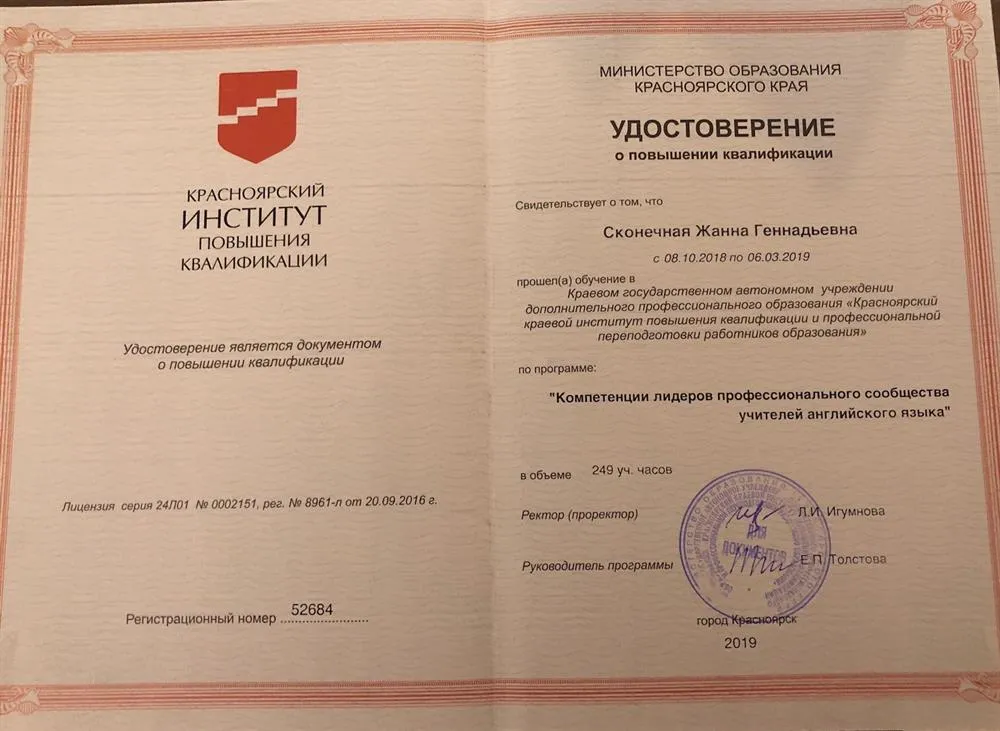 КРАСНОЯРСКИЙ
ИНСТИТУТ
ПОВЫШЕНИЯ
КВАЛИФИКАЦИИ
Удостоверение является документом
о повышении квалификации
Лицензия серия 24Л01 № 0002151, рег. № 8961-л от 20.09.2016 г.
Регистрационный номер 52684
МИНИСТЕРСТВО ОБРАЗОВАНИЯ
КРАСНОЯРСКОГО КРАЯ
УДОСТОВЕРЕНИЕ
о повышении квалификации
Свидетельствует о том, что
Сконечная Жанна Геннадьевна
с 08.10.2018 по 06.03.2019
прошел(а) обучение в
Краевом государственном автономном учреждении
дополнительного профессионального образования «Красноярский
краевой институт повышения квалификации и профессиональной
переподготовки работников образования»
по программе:
"Компетенции лидеров профессионального сообщества
учителей английского языка"
в объеме 249 уч. часов
Ректор (проректор) Л.И. Игумнова
Руководитель программы Е.П. Толстова
ДЛЯ
ДОКУМЕНТОВ
город Красноярск
2019